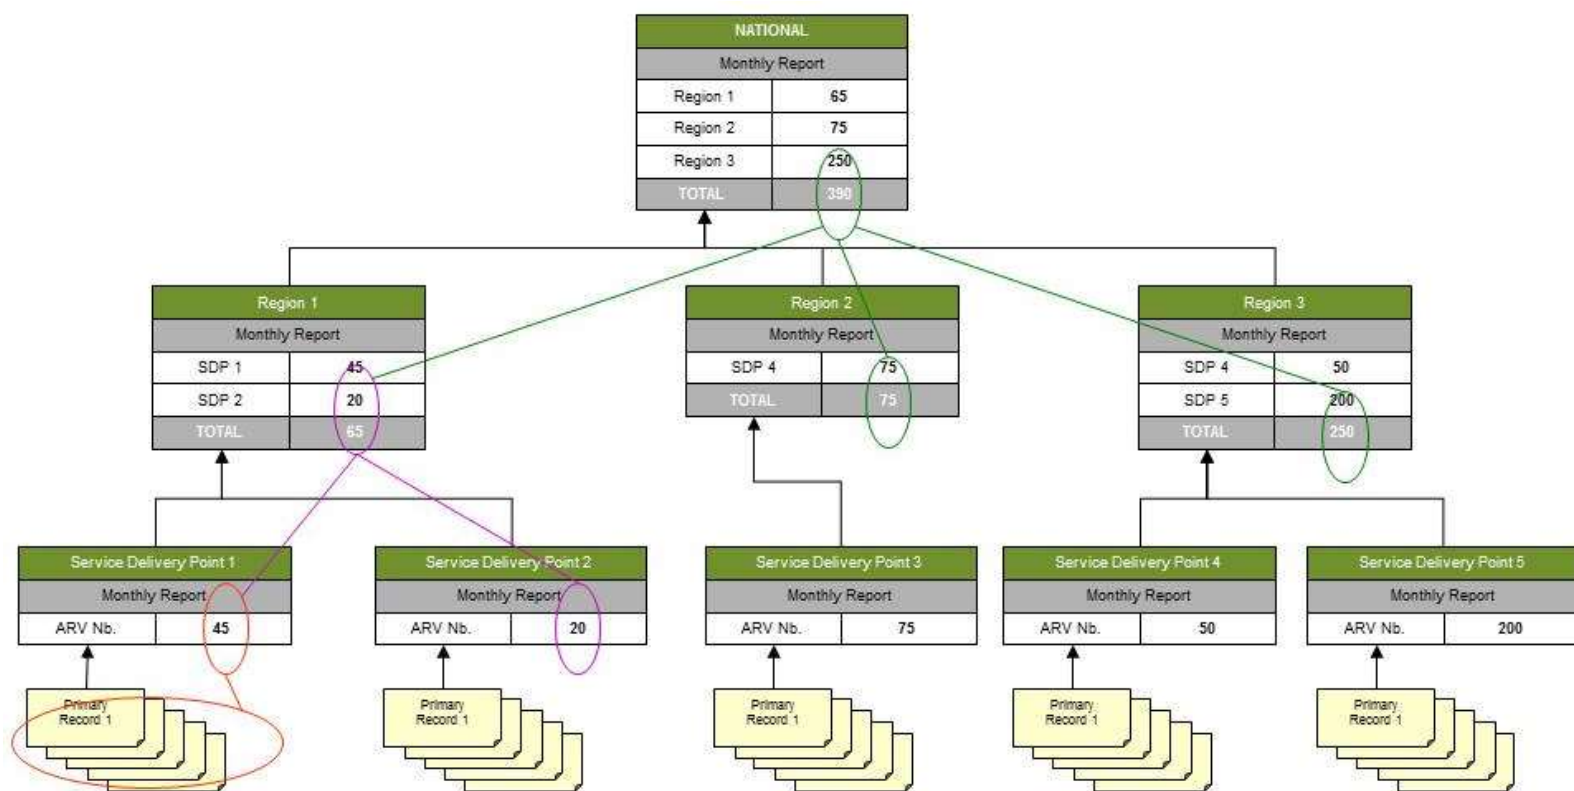 NATIONAL
Monthly Report
Region 1 65
Region 2 75
Region 3 250
TOTAL 390
Region 1
Monthly Report
SDP 1 45
SDP 2 20
TOTAL 65
Region 2
Monthly Report
SDP 4 75
TOTAL 75
Region 3
Monthly Report
SDP 4 50
SDP 5 200
TOTAL 250
Service Delivery Point 1
Monthly Report
ARV Nb. 45
Service Delivery Point 2
Monthly Report
ARV Nb. 20
Service Delivery Point 3
Monthly Report
ARV Nb. 75
Service Delivery Point 4
Monthly Report
ARV Nb. 50
Service Delivery Point 5
Monthly Report
ARV Nb. 200
Primary
Record 1
Primary
Record 1
Primary
Record 1
Primary
Record 1
Primary
Record 1